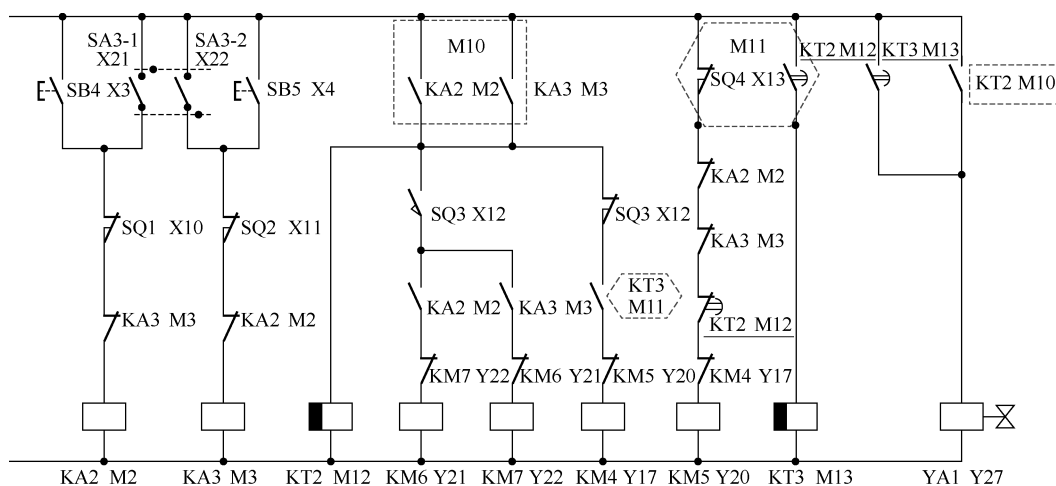 SA3-1
X21
SA3-2
X22
M10
M11
KT2 M12
KT3 M13
SB4 X3
SB5 X4
KA2 M2
KA3 M3
SQ4 X13
KT2 M10
KA2 M2
SQ1 X10
SQ2 X11
SQ3 X12
SQ3 X12
KA3 M3
KT3
M11
KA3 M3
KA2 M2
KA2 M2
KA3 M3
KT2 M12
KM7 Y22
KM6 Y21
KM5 Y20
KM4 Y17
KA2 M2
KA3 M3
KT2 M12
KM6 Y21
KM7 Y22
KM4 Y17
KM5 Y20
KT3 M13
YA1 Y27